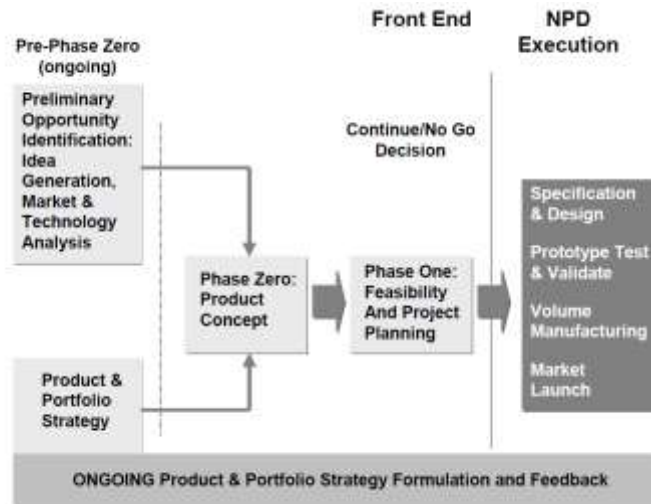 Front End
NPD
Execution
Pre-Phase Zero
(ongoing)
Preliminary
Opportunity
Identification:
Idea
Generation,
Market &
Technology
Analysis
Continue/No Go
Decision
Phase Zero:
Product
Concept
Phase One:
Feasibility
And Project
Planning
Specification
& Design
Prototype Test
& Validate
Volume
Manufacturing
Market
Launch
Product &
Portfolio
Strategy
ONGOING Product & Portfolio Strategy Formulation and Feedback